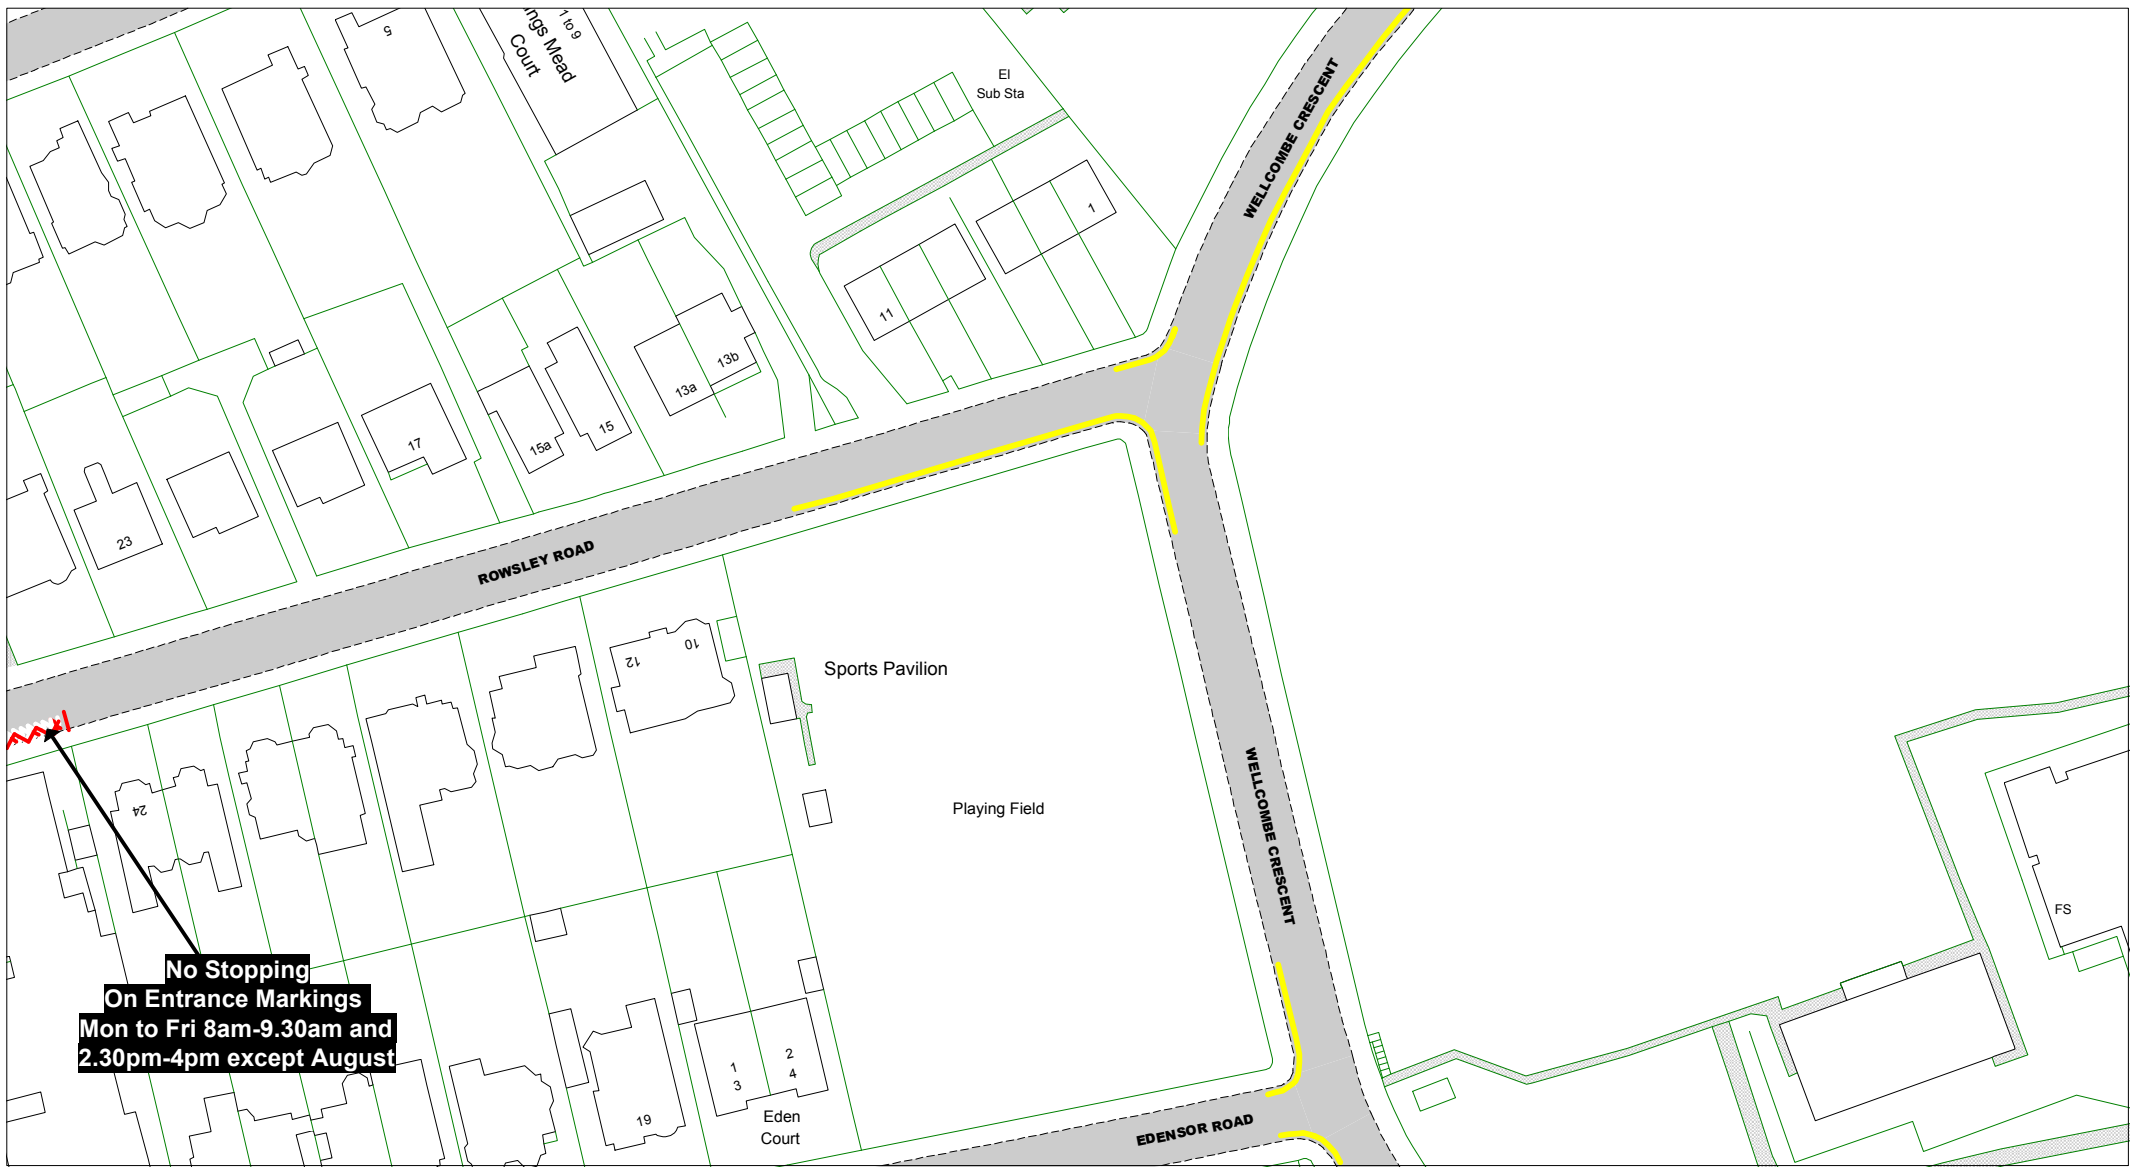 5
1 to 9
ngs Mead
Court
El
Sub Sta
WELLCOMBE CRESCENT
1
11
13b
13a
15
15a
17
23
ROWSLEY ROAD
10
12
Sports Pavilion
Playing Field
24
WELLCOMBE CRESCENT
FS
No Stopping
On Entrance Markings
Mon to Fri 8am-9.30am and
2.30pm-4pm except August
1
3
2
4
19
Eden
Court
EDENSOR ROAD